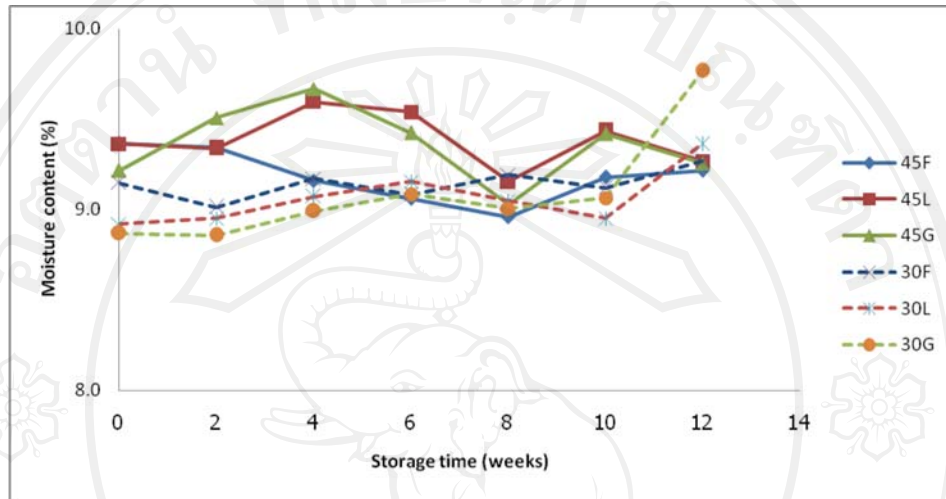 10.0
9.0
8.0
Moisture content (%)
0 2 4 6 8 10 12 14
Storage time (weeks)
45F
45L
45G
30F
30L
30G